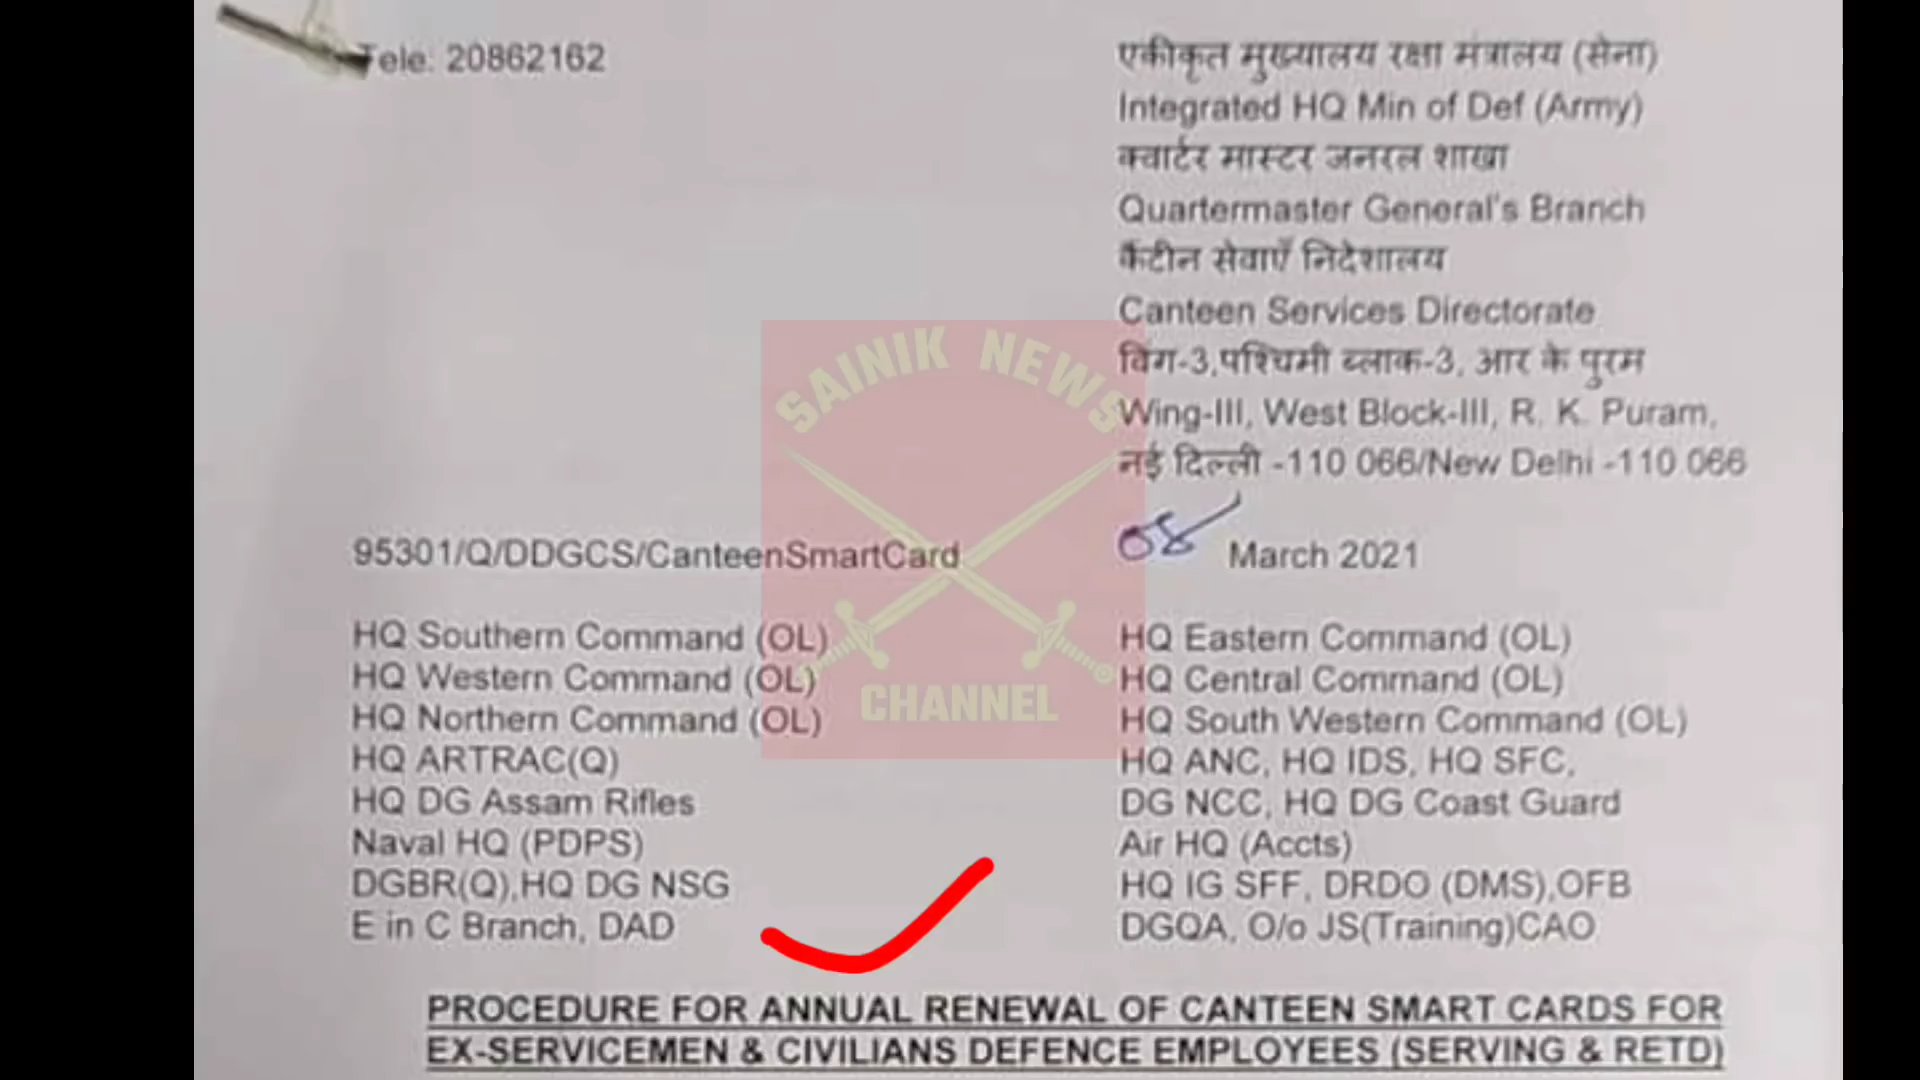 Tele: 20862162
एकीकृत मुख्यालय रक्षा मंत्रालय (सेना)
Integrated HQ Min of Def (Army)
क्वार्टर मास्टर जनरल शाखा
Quartermaster General's Branch
कैंटीन सेवाएँ निदेशालय
Canteen Services Directorate
विंग-3,पश्चिमी ब्लाक-3, आर के पुरम
Wing-III, West Block-III, R. K. Puram,
नई दिल्ली -110 066/New Delhi -110 066
95301/Q/DDGCS/CanteenSmartCard
08 March 2021
HQ Southern Command (OL)
HQ Western Command (OL)
HQ Northern Command (OL)
HQ ARTRAC(Q)
HQ DG Assam Rifles
Naval HQ (PDPS)
DGBR(Q),HQ DG NSG
E in C Branch, DAD
HQ Eastern Command (OL)
HQ Central Command (OL)
HQ South Western Command (OL)
HQ ANC, HQ IDS, HQ SFC,
DG NCC, HQ DG Coast Guard
Air HQ (Accts)
HQ IG SFF, DRDO (DMS),OFB
DGQA, O/o JS(Training)CAO
PROCEDURE FOR ANNUAL RENEWAL OF CANTEEN SMART CARDS FOR
EX-SERVICEMEN & CIVILIANS DEFENCE EMPLOYEES (SERVING & RETD)
SAINIK NEWS
CHANNEL